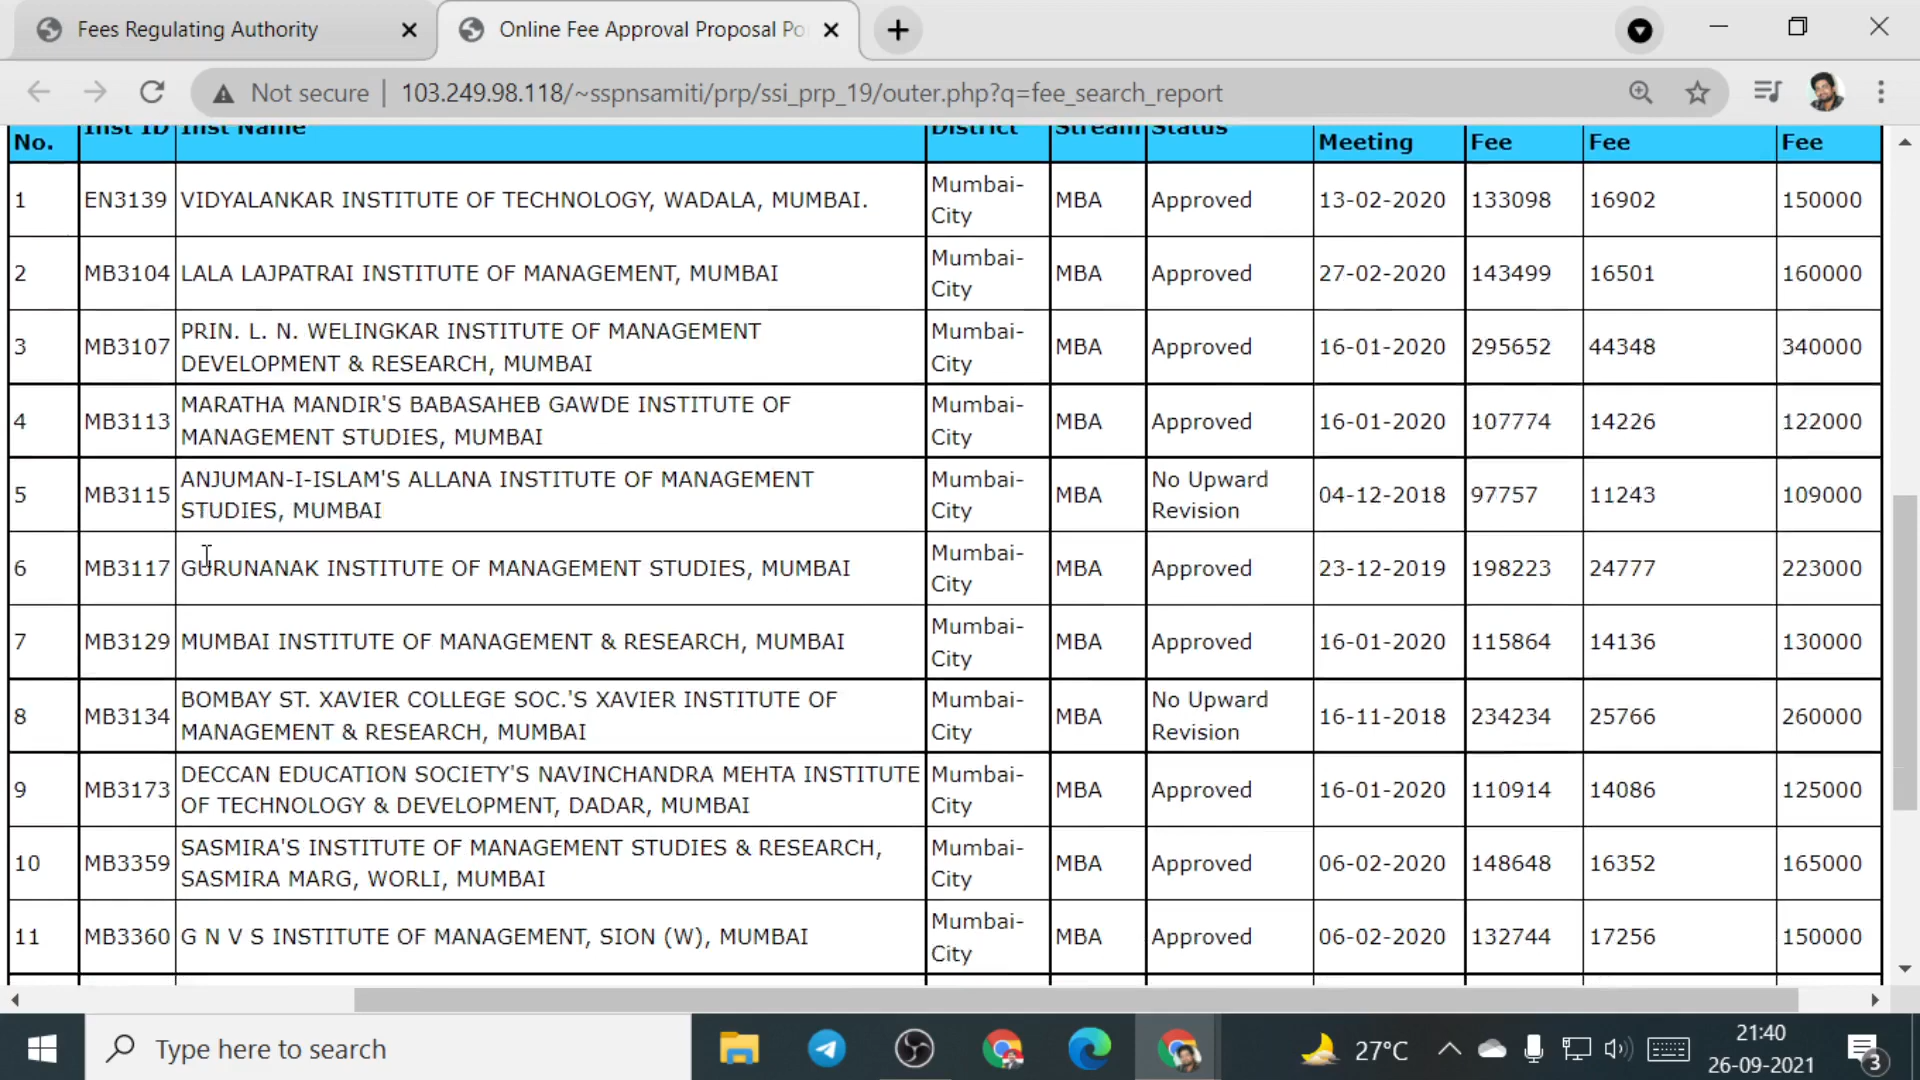 Fees Regulating Authority
Online Fee Approval Proposal Po
Not secure
103.249.98.118/~sspnsamiti/prp/ssi_prp_19/outer.php?q=fee_search_report
No. Inst ID Inst Name District Stream Status Meeting Fee Fee Fee
1 EN3139 VIDYALANKAR INSTITUTE OF TECHNOLOGY, WADALA, MUMBAI. Mumbai- MBA Approved 13-02-2020 133098 16902 150000
City
2 MB3104 LALA LAJPATRAI INSTITUTE OF MANAGEMENT, MUMBAI Mumbai- MBA Approved 27-02-2020 143499 16501 160000
City
3 MB3107 PRIN. L. N. WELINGKAR INSTITUTE OF MANAGEMENT Mumbai- MBA Approved 16-01-2020 295652 44348 340000
DEVELOPMENT & RESEARCH, MUMBAI City
4 MB3113 MARATHA MANDIR'S BABASAHEB GAWDE INSTITUTE OF Mumbai- MBA Approved 16-01-2020 107774 14226 122000
MANAGEMENT STUDIES, MUMBAI City
5 MB3115 ANJUMAN-I-ISLAM'S ALLANA INSTITUTE OF MANAGEMENT Mumbai- MBA No Upward 04-12-2018 97757 11243 109000
STUDIES, MUMBAI City Revision
6 MB3117 GURUNANAK INSTITUTE OF MANAGEMENT STUDIES, MUMBAI Mumbai- MBA Approved 23-12-2019 198223 24777 223000
City
7 MB3129 MUMBAI INSTITUTE OF MANAGEMENT & RESEARCH, MUMBAI Mumbai- MBA Approved 16-01-2020 115864 14136 130000
City
8 MB3134 BOMBAY ST. XAVIER COLLEGE SOC.'S XAVIER INSTITUTE OF Mumbai- MBA No Upward 16-11-2018 234234 25766 260000
MANAGEMENT & RESEARCH, MUMBAI City Revision
9 MB3173 DECCAN EDUCATION SOCIETY'S NAVINCHANDRA MEHTA INSTITUTE Mumbai- MBA Approved 16-01-2020 110914 14086 125000
OF TECHNOLOGY & DEVELOPMENT, DADAR, MUMBAI City
10 MB3359 SASMIRA'S INSTITUTE OF MANAGEMENT STUDIES & RESEARCH, Mumbai- MBA Approved 06-02-2020 148648 16352 165000
SASMIRA MARG, WORLI, MUMBAI City
11 MB3360 G N V S INSTITUTE OF MANAGEMENT, SION (W), MUMBAI Mumbai- MBA Approved 06-02-2020 132744 17256 150000
City
Type here to search
27°C
21:40
26-09-2021
3